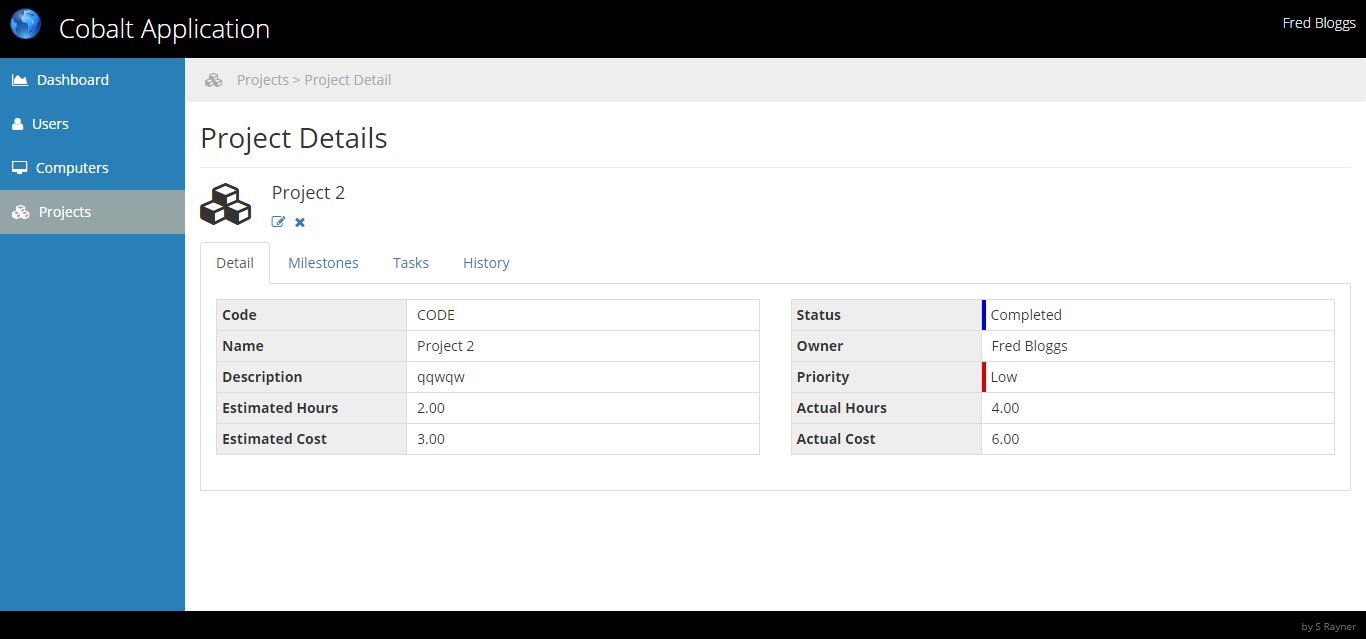 Cobalt Application
Fred Bloggs
Dashboard
Users
Computers
Projects
Projects > Project Detail
Project Details
Project 2
Detail Milestones Tasks History
Code CODE
Name Project 2
Description qqwqw
Estimated Hours 2.00
Estimated Cost 3.00
Status Completed
Owner Fred Bloggs
Priority Low
Actual Hours 4.00
Actual Cost 6.00
by S Rayner